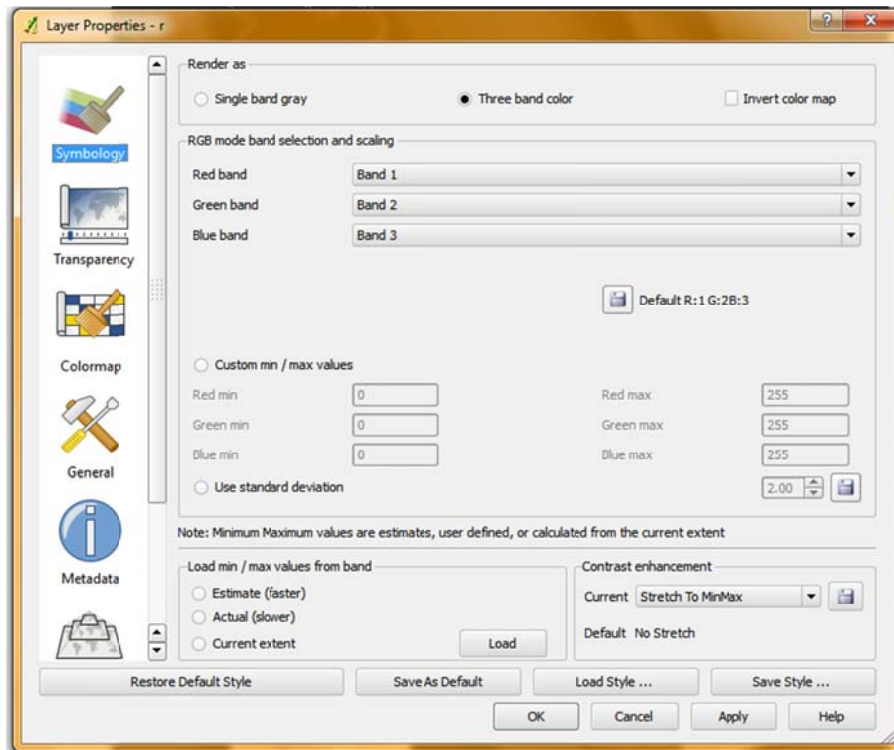 Layer Properties - r
Symbology
Transparency
Colormap
General
Metadata
Render as
Single band gray
Three band color
Invert color map
RGB mode band selection and scaling
Red band Band 1
Green band Band 2
Blue band Band 3
Default R:1 G:2B:3
Custom min / max values
Red min 0 Red max 255
Green min 0 Green max 255
Blue min 0 Blue max 255
Use standard deviation 2.00
Note: Minimum Maximum values are estimates, user defined, or calculated from the current extent
Load min / max values from band
Estimate (faster)
Actual (slower)
Current extent
Load
Contrast enhancement
Current Stretch To MinMax
Default No Stretch
Restore Default Style Save As Default Load Style ... Save Style ...
OK Cancel Apply Help